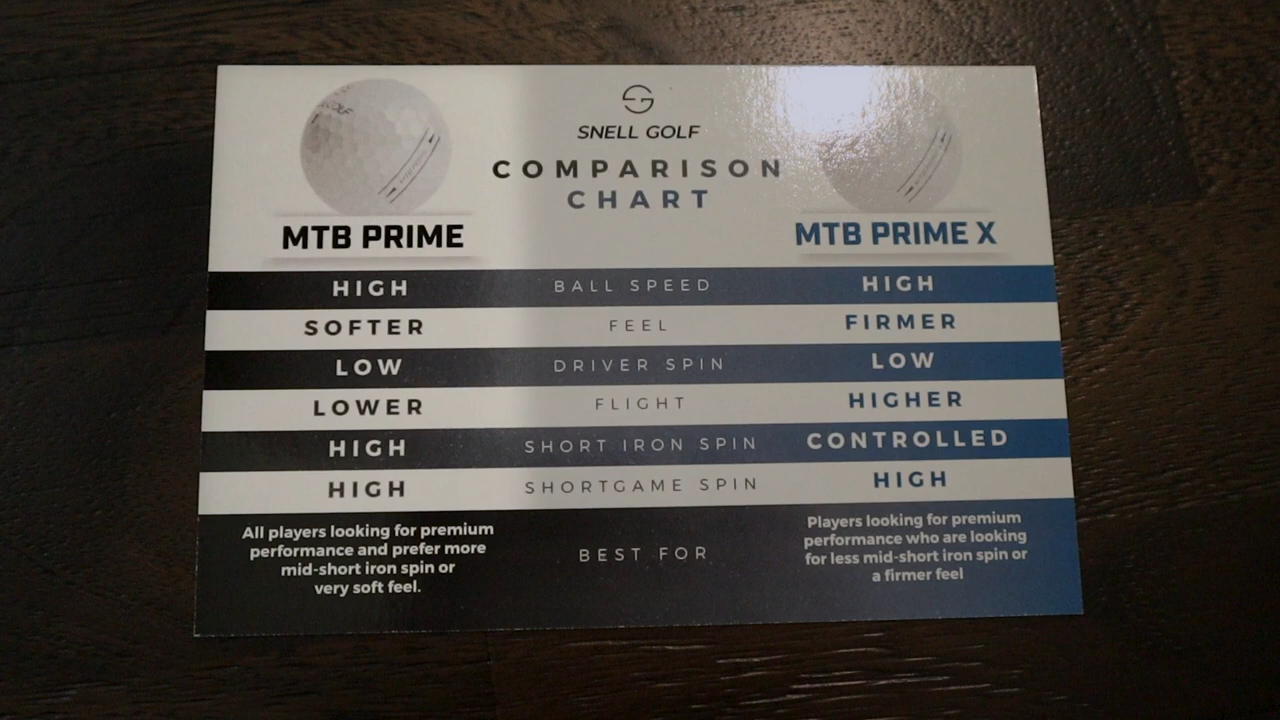 SNELL GOLF
COMPARISON
CHART
MTB PRIME
MTB PRIME X
HIGH BALL SPEED HIGH
SOFTER FEEL FIRMER
LOW DRIVER SPIN LOW
LOWER FLIGHT HIGHER
HIGH SHORT IRON SPIN CONTROLLED
HIGH SHORTGAME SPIN HIGH
All players looking for premium
performance and prefer more
mid-short iron spin or
very soft feel.
BEST FOR
Players looking for premium
performance who are looking
for less mid-short iron spin or
a firmer feel